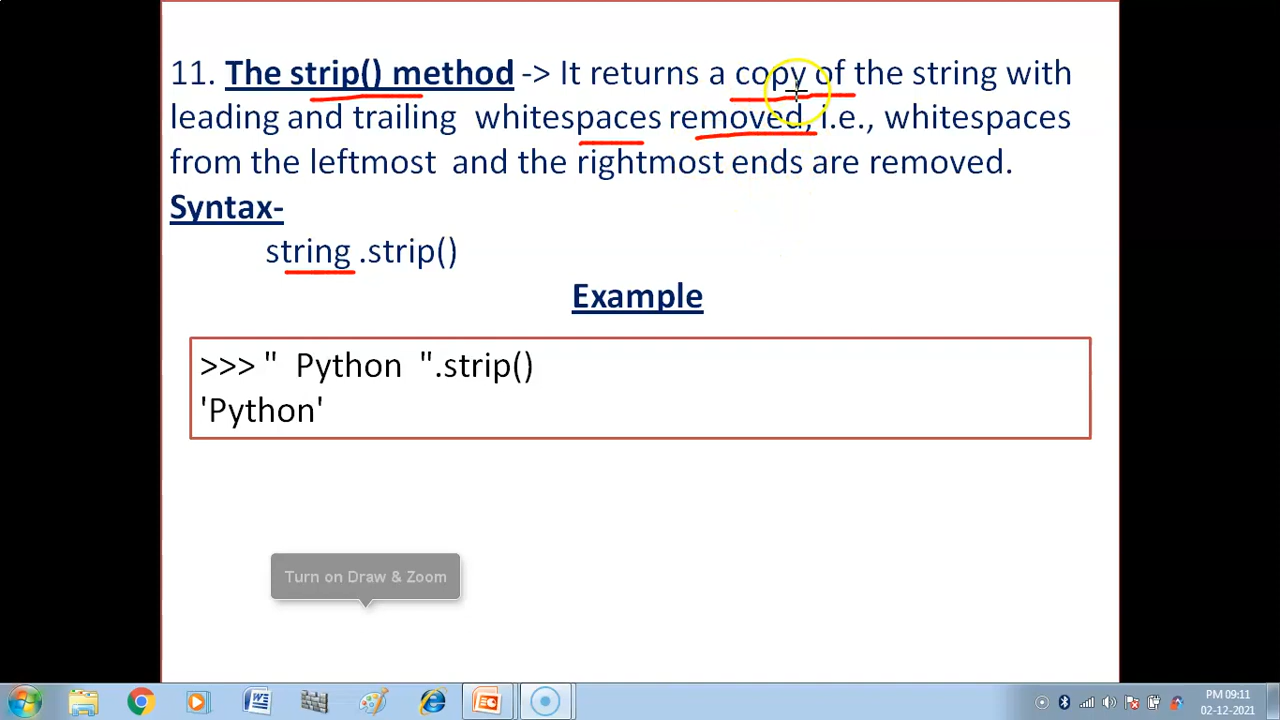 11. The strip() method -> It returns a copy of the string with
leading and trailing whitespaces removed, i.e., whitespaces
from the leftmost and the rightmost ends are removed.
Syntax-
string .strip()
Example
>>> "  Python  ".strip()
'Python'
Turn on Draw & Zoom
PM 09:11
02-12-2021